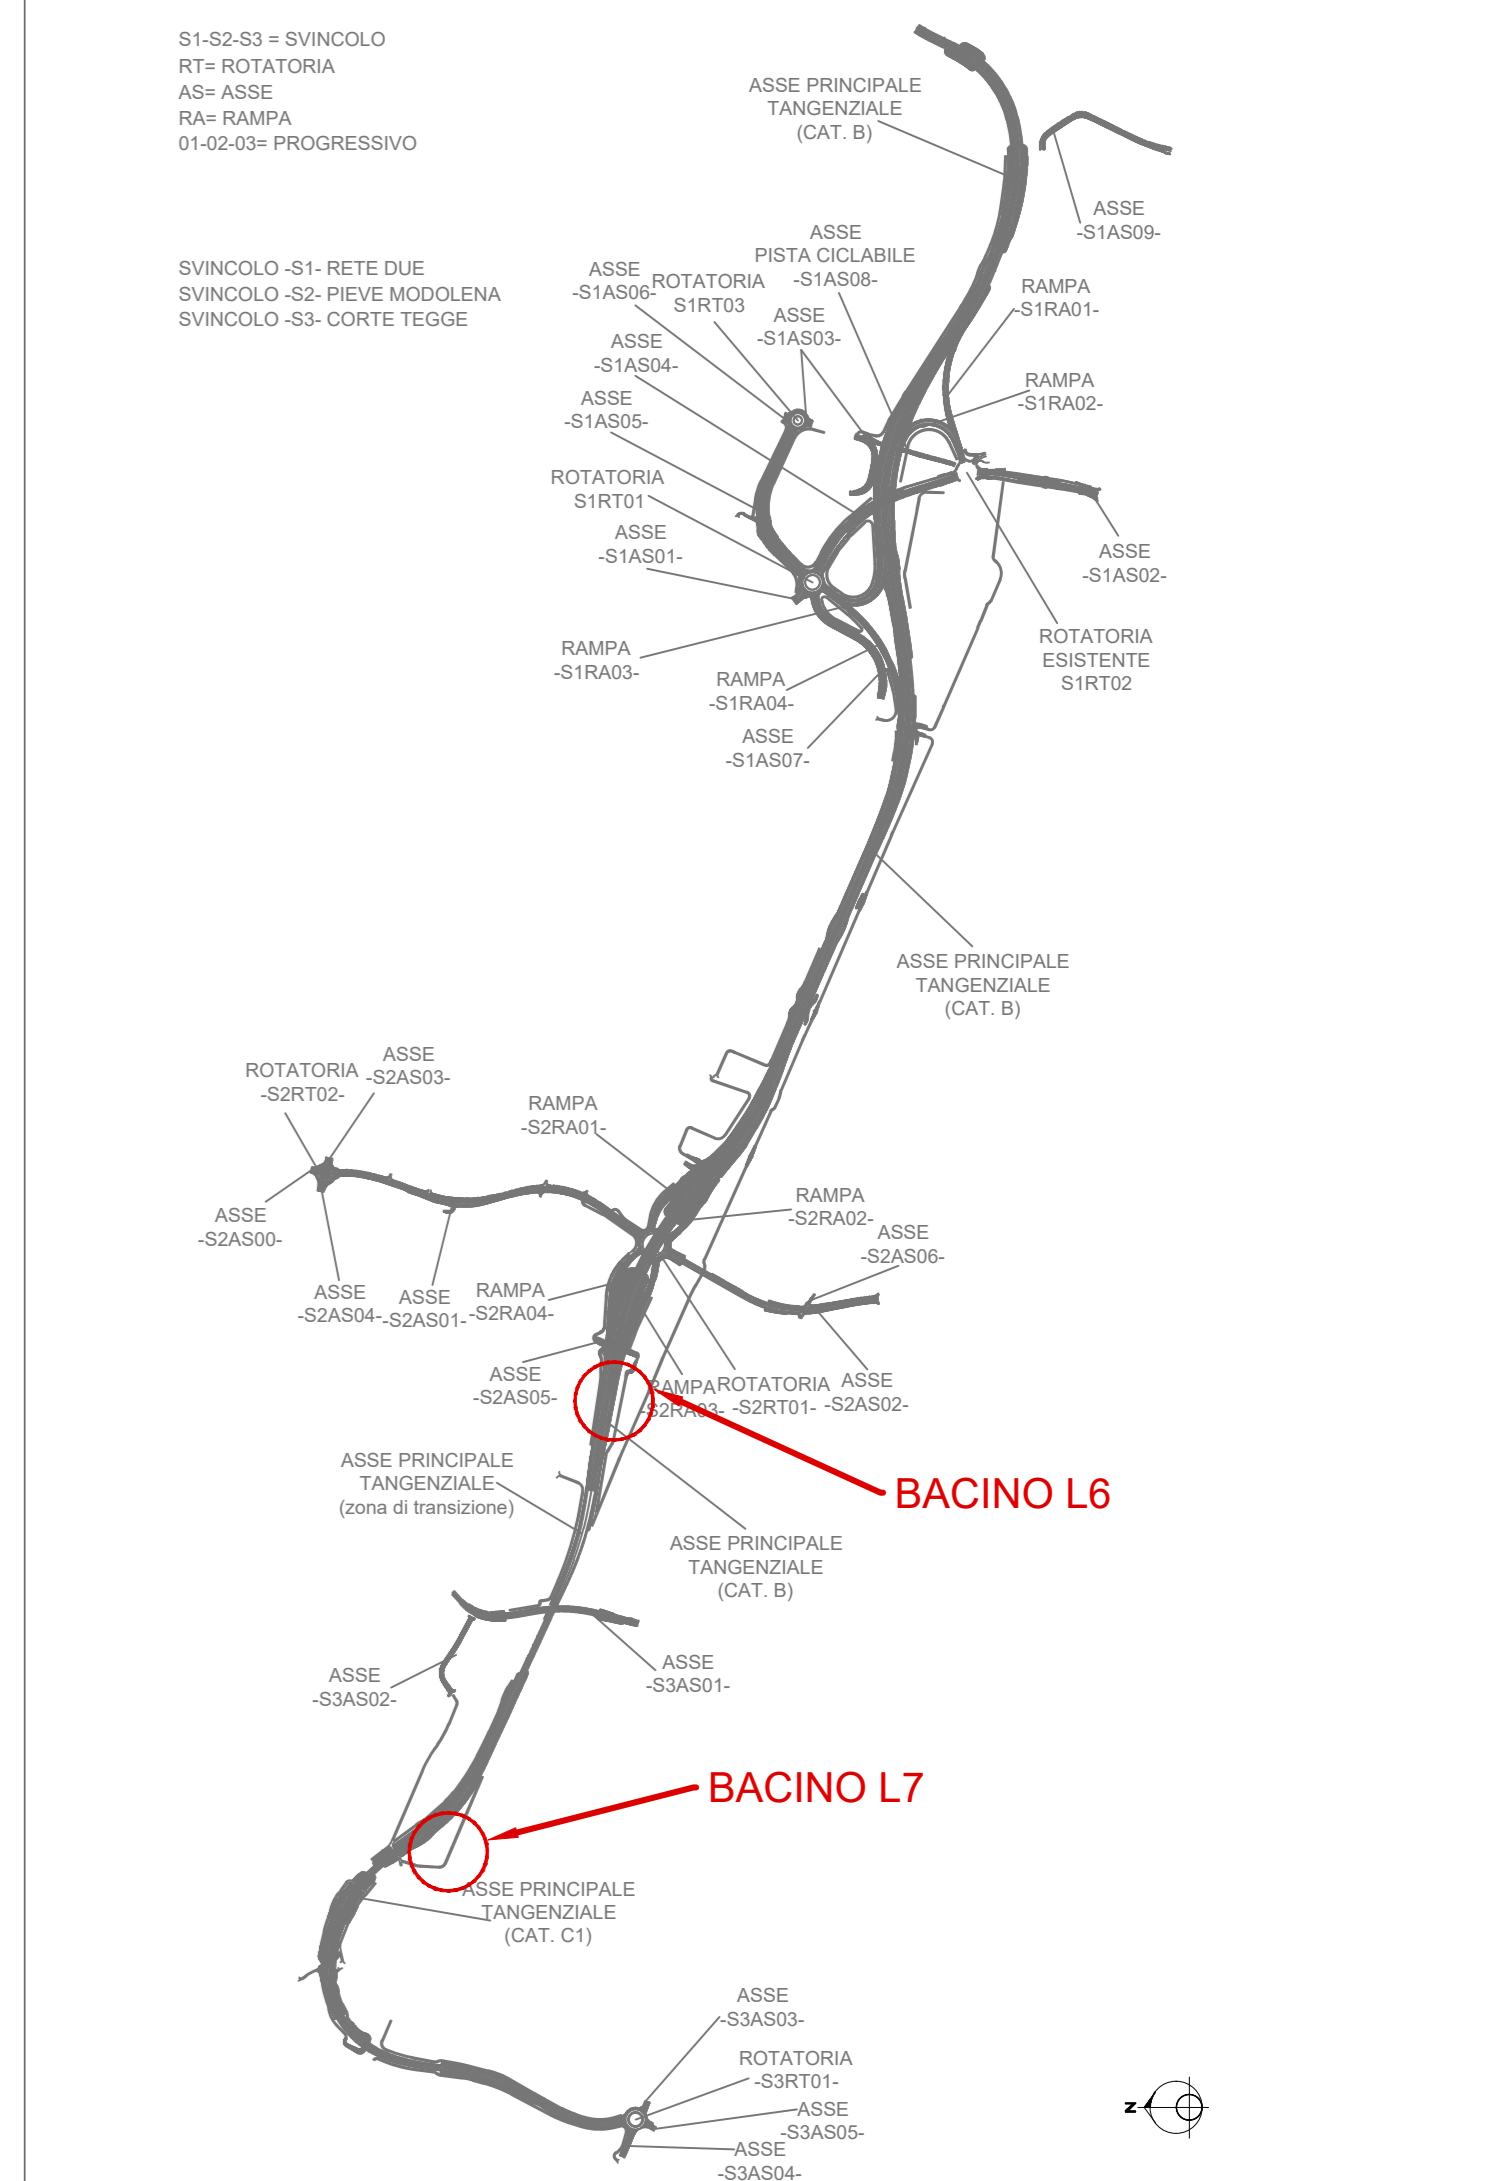 S1-S2-S3 = SVINCOLO
RT= ROTATORIA
AS= ASSE
RA= RAMPA
01-02-03= PROGRESSIVO
SVINCOLO -S1- RETE DUE
SVINCOLO -S2- PIEVE MODOLENA
SVINCOLO -S3- CORTE TEGGE
ASSE PRINCIPALE
TANGENZIALE
(CAT. B)
ASSE
-S1AS09-
ASSE
PISTA CICLABILE
-S1AS08-
ASSE
-S1AS06-
ROTATORIA
S1RT03
ASSE
-S1AS03-
RAMPA
-S1RA01-
ASSE
-S1AS04-
RAMPA
-S1RA02-
ASSE
-S1AS05-
ROTATORIA
S1RT01
ASSE
-S1AS01-
ASSE
-S1AS02-
ROTATORIA
ESISTENTE
S1RT02
RAMPA
-S1RA03-
RAMPA
-S1RA04-
ASSE
-S1AS07-
ASSE PRINCIPALE
TANGENZIALE
(CAT. B)
ROTATORIA
-S2RT02-
ASSE
-S2AS03-
RAMPA
-S2RA01-
ASSE
-S2AS00-
RAMPA
-S2RA02-
ASSE
-S2AS06-
ASSE
-S2AS04-
ASSE
-S2AS01-
RAMPA
-S2RA04-
ASSE
-S2AS05-
RAMPA
-S2RA03-
ROTATORIA
-S2RT01-
ASSE
-S2AS02-
BACINO L6
ASSE PRINCIPALE
TANGENZIALE
(zona di transizione)
ASSE PRINCIPALE
TANGENZIALE
(CAT. B)
ASSE
-S3AS02-
ASSE
-S3AS01-
BACINO L7
ASSE PRINCIPALE
TANGENZIALE
(CAT. C1)
ASSE
-S3AS03-
ROTATORIA
-S3RT01-
ASSE
-S3AS05-
ASSE
-S3AS04-
N